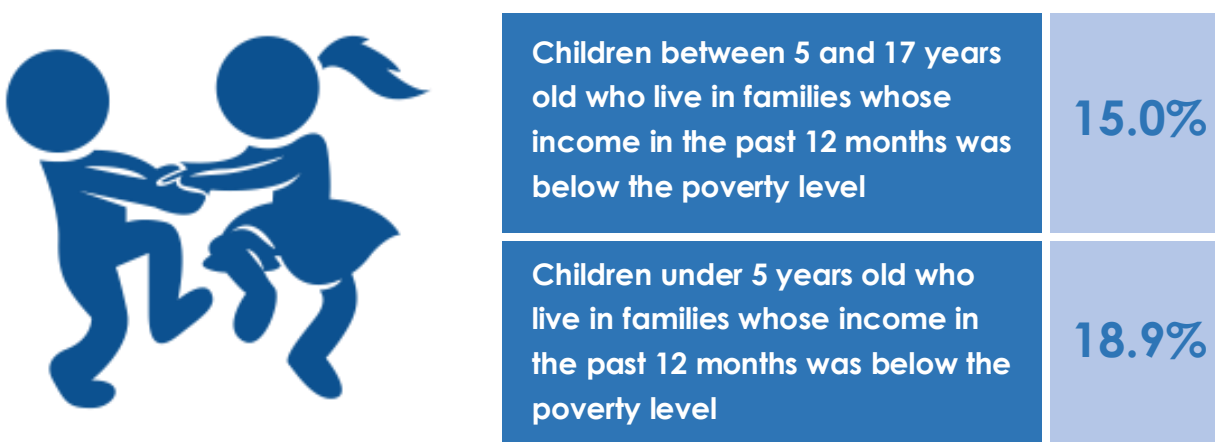 Children between 5 and 17 years
old who live in families whose
income in the past 12 months was
below the poverty level
15.0%
Children under 5 years old who
live in families whose income in
the past 12 months was below the
poverty level
18.9%